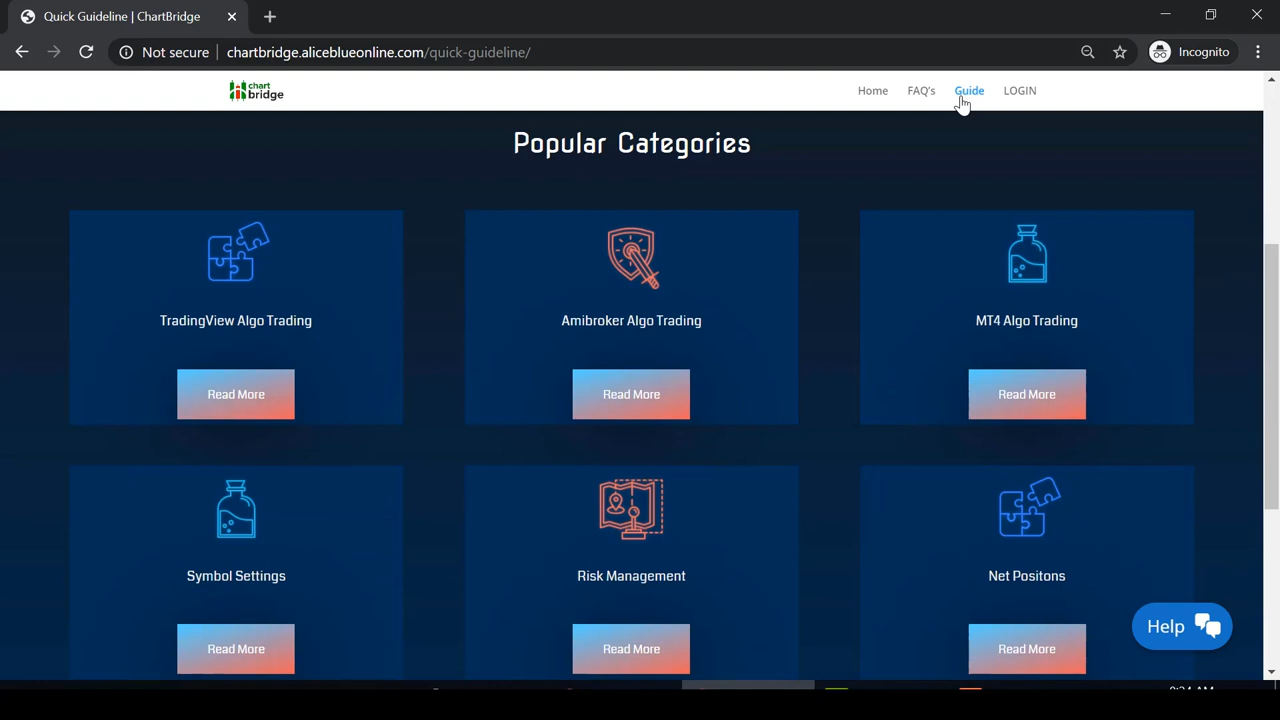 Quick Guideline | ChartBridge
Not secure
chartbridge.aliceblueonline.com/quick-guideline/
Incognito
chart
bridge
Home FAQ's Guide LOGIN
Popular Categories
TradingView Algo Trading
Amibroker Algo Trading
MT4 Algo Trading
Read More
Read More
Read More
Symbol Settings
Risk Management
Net Positons
Read More
Read More
Read More
Help